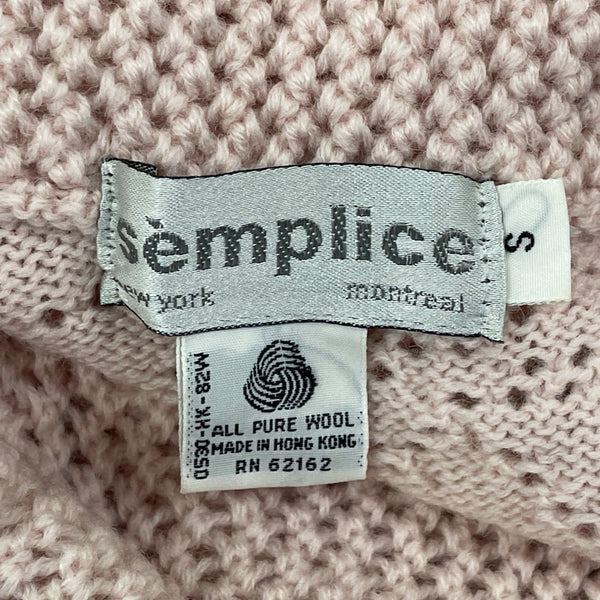 sèmplice
new york montreal
S
ALL PURE WOOL
MADE IN HONG KONG
RN 62162
0530-HK-82W